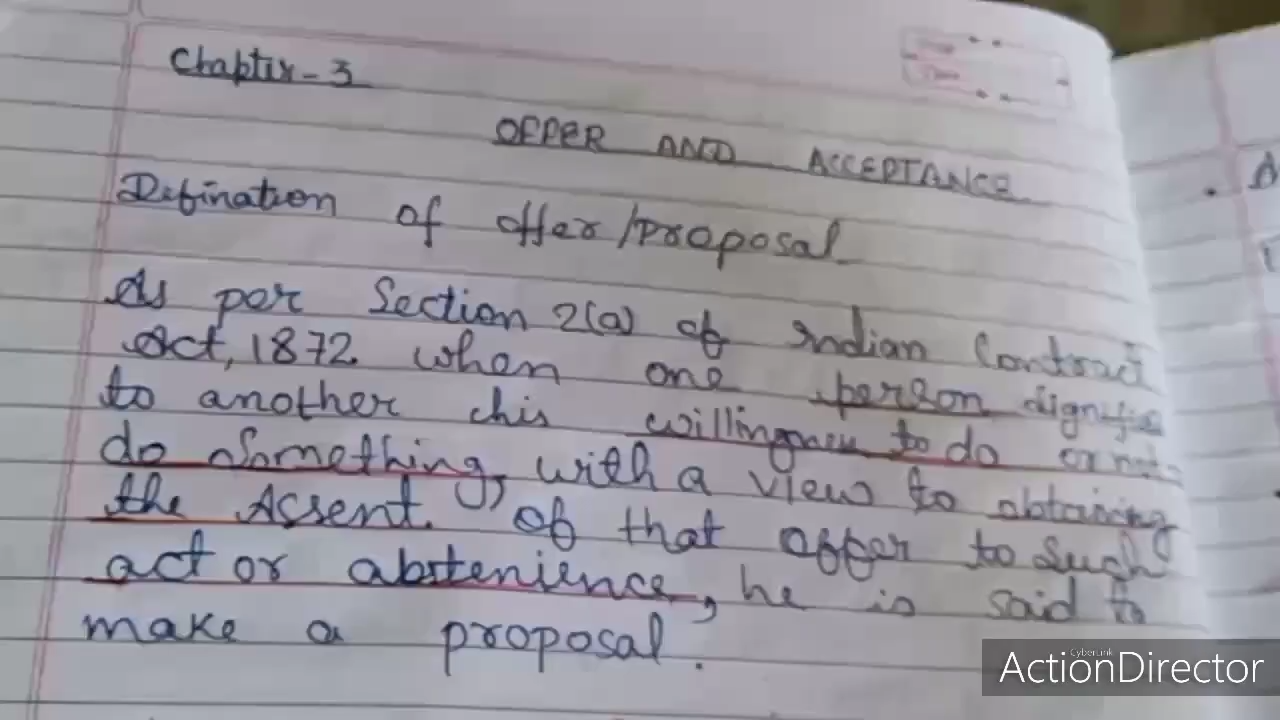 Chapter-3
OFFER AND ACCEPTANCE
Defination of offer/proposal
As per Section 2(a) of Indian Contract
Act, 1872 when one person signifies
to another his willingness to do or not
do something, with a view to obtaining
the Assent. of that offer to such
act or abstenience, he is said to
make a proposal.
CyberLink
ActionDirector